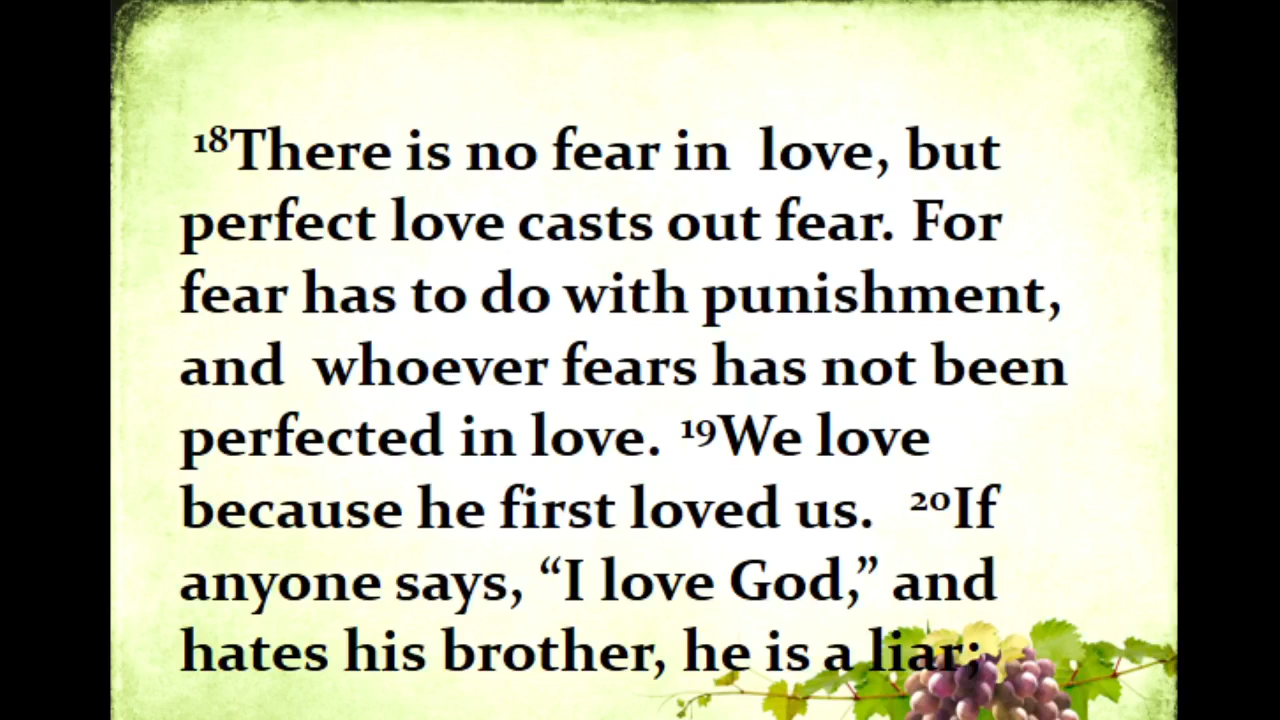 ¹⁸There is no fear in love, but
perfect love casts out fear. For
fear has to do with punishment,
and whoever fears has not been
perfected in love. ¹⁹We love
because he first loved us. ²⁰If
anyone says, “I love God,” and
hates his brother, he is a liar;